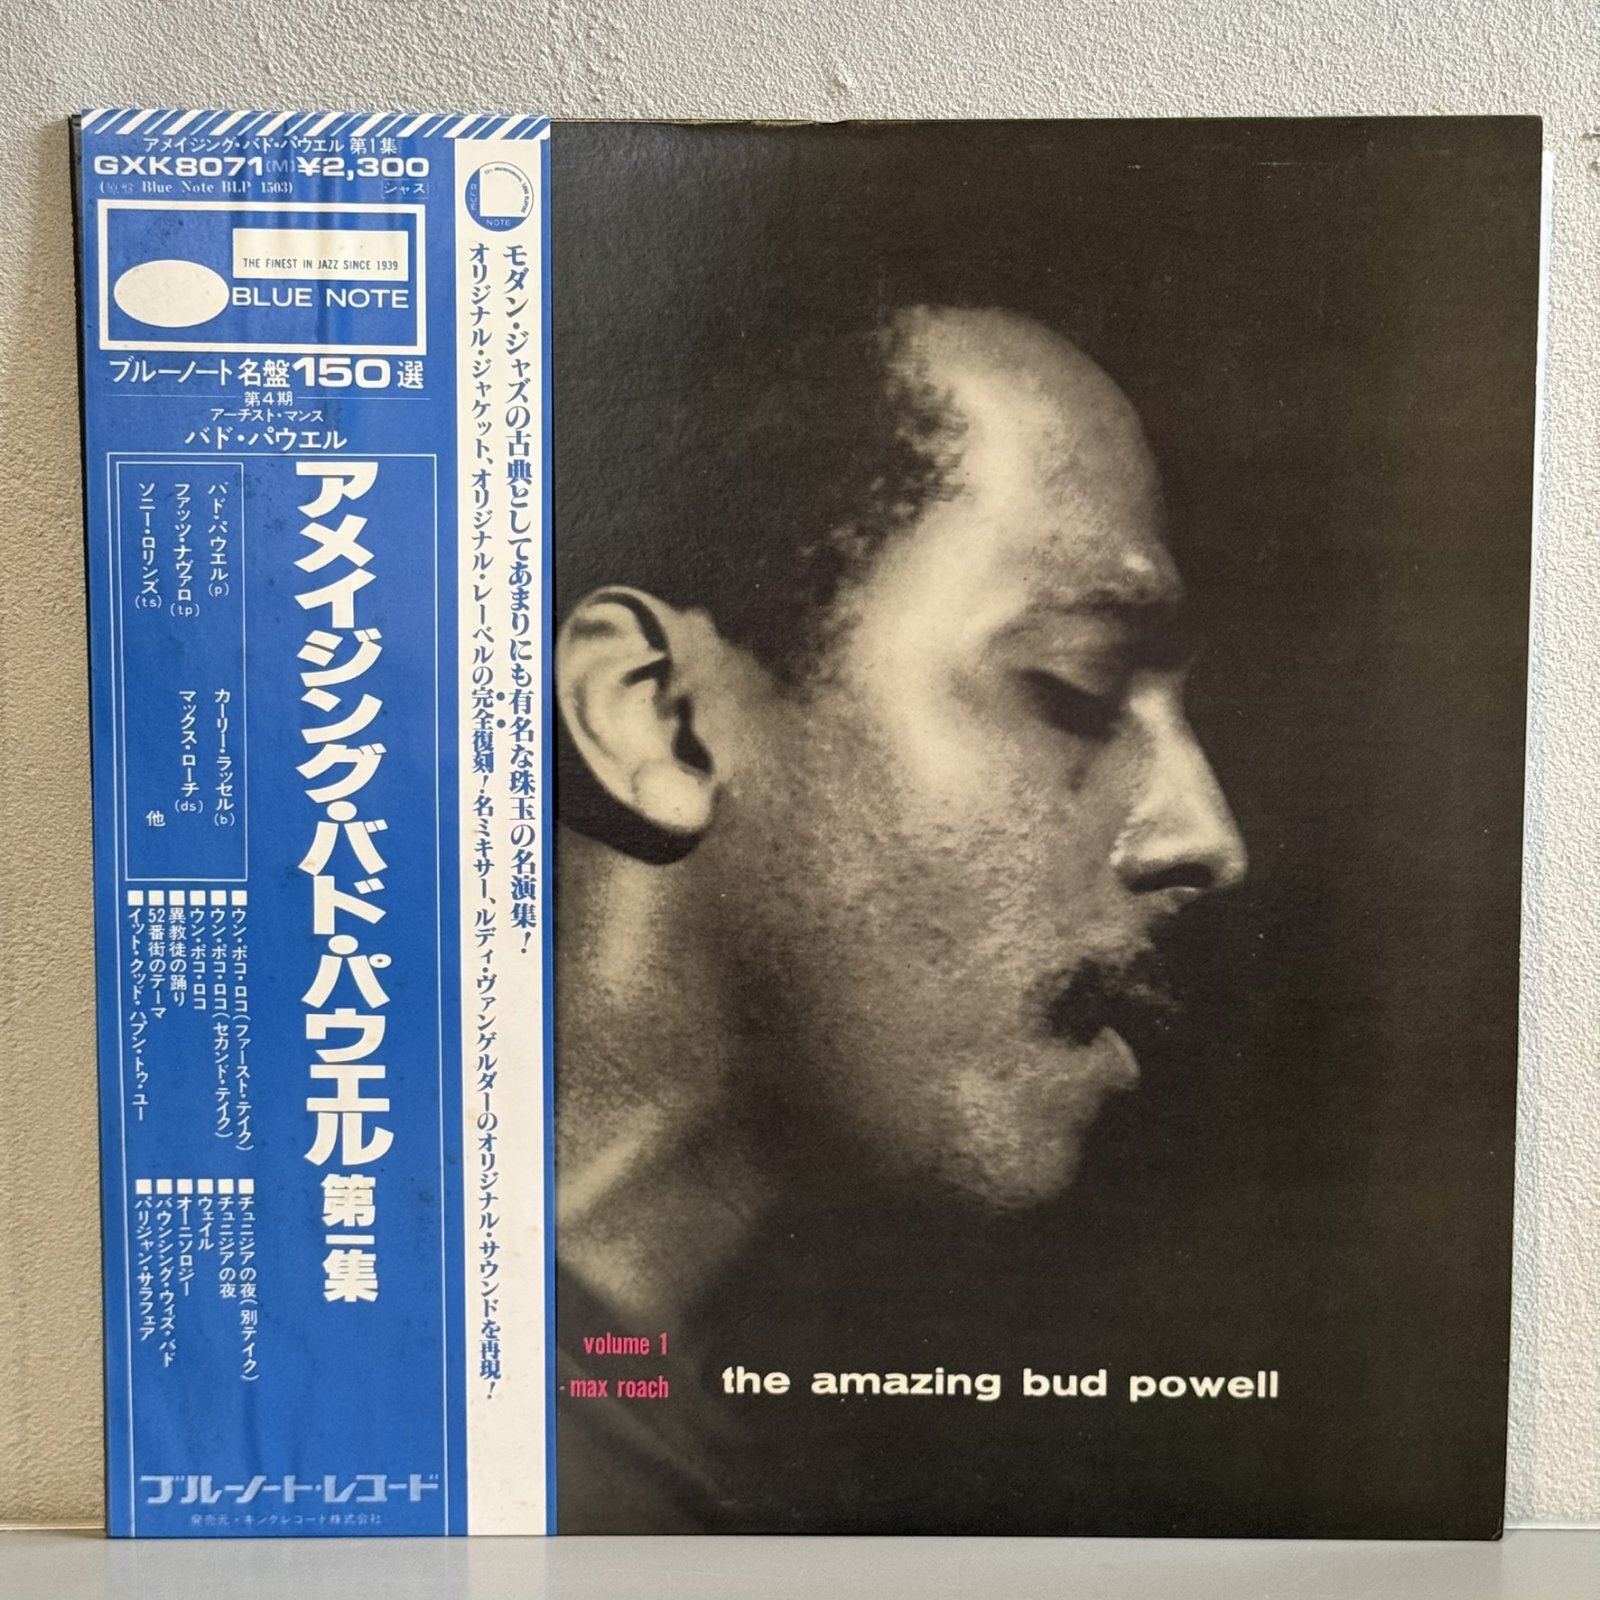 アメイジング・バド・パウエル 第1集
GXK8071(M) ¥2,300
(原盤 Blue Note BLP 1503)
THE FINEST IN JAZZ SINCE 1939
BLUE NOTE
ブルーノート名盤150選
第4期
アーチスト・マンス
バド・パウエル
アメイジング・バド・パウエル 第一集
バド・パウエル(p)
ファッツ・ナヴァロ(tp)
ソニー・ロリンズ(ts)
カーリー・ラッセル(b)
マックス・ローチ(ds)
他
■ウン・ポコ・ロコ(ファースト・テイク)
■ウン・ポコ・ロコ(セカンド・テイク)
■ウン・ポコ・ロコ
■異教徒の踊り
■52番街のテーマ
■イット・クッド・ハプン・トゥ・ユー
■チュニジアの夜(別テイク)
■チュニジアの夜
■ウェイル
■オーニソロジー
■バウンシング・ウィズ・バド
■パリジャン・サラフェア
ブルーノート・レコード
発売元・キングレコード株式会社
BLUE
NOTE
モダン・ジャズの古典としてあまりにも有名な珠玉の名演集!
オリジナル・ジャケット、オリジナル・レーベルの完全復刻!名ミキサー、ルディ・ヴァンゲルダーのオリジナル・サウンドを再現!
volume 1
max roach
the amazing bud powell